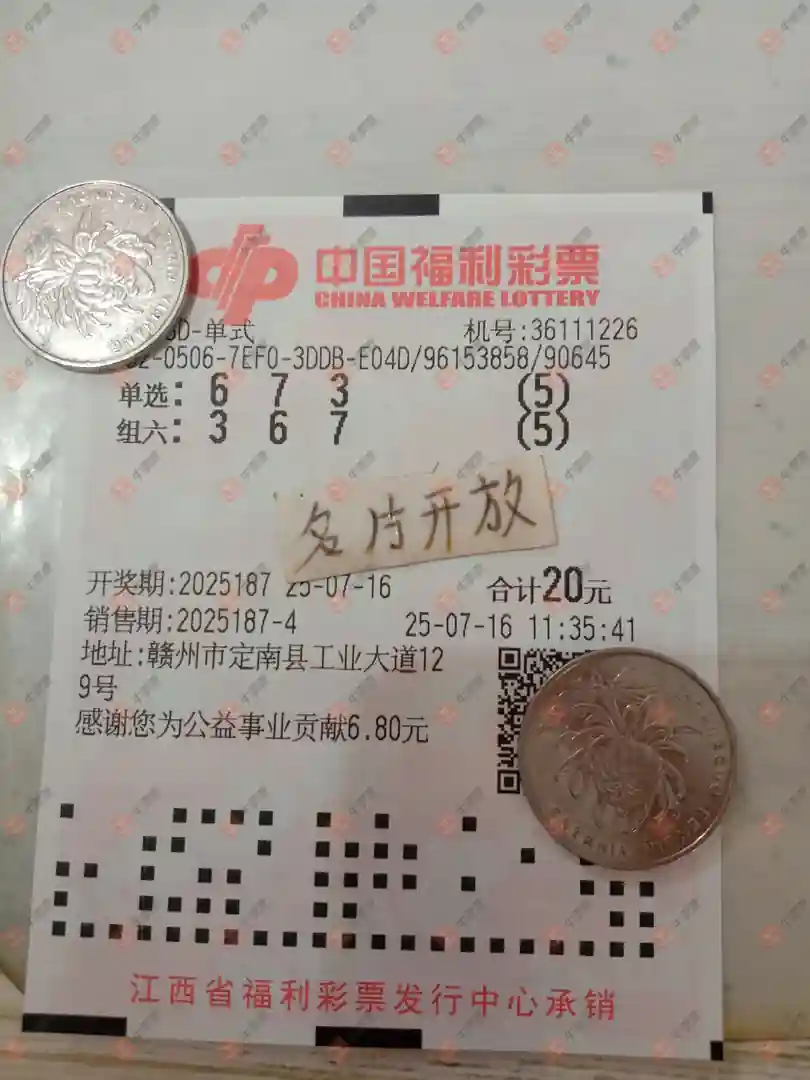 中国福利彩票
CHINA WELFARE LOTTERY
D-单式 机号:36111226
2-0506-7EF0-3DDB-E04D/96153858/90645
单选: 6 7 3 (5)
组六: 3 6 7 (5)
名片开放
开奖期:2025187 25-07-16 合计20元
销售期:2025187-4 25-07-16 11:35:41
地址:赣州市定南县工业大道12
9号
感谢您为公益事业贡献6.80元
江西省福利彩票发行中心承销